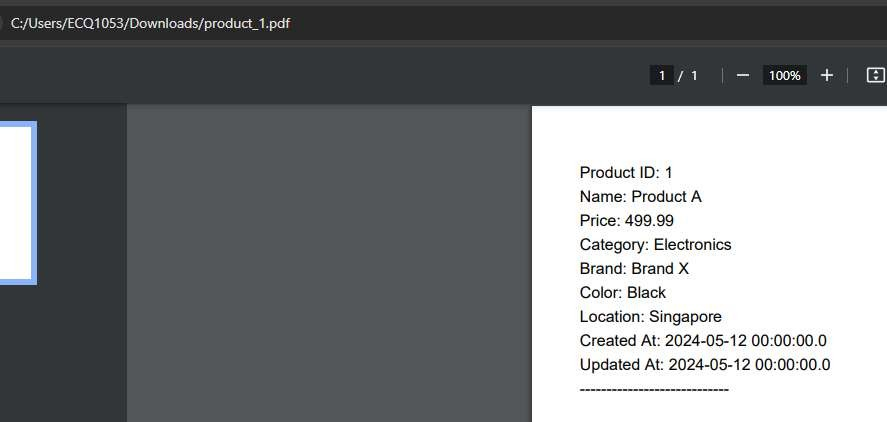 C:/Users/ECQ1053/Downloads/product_1.pdf
1 / 1 100%
Product ID: 1
Name: Product A
Price: 499.99
Category: Electronics
Brand: Brand X
Color: Black
Location: Singapore
Created At: 2024-05-12 00:00:00.0
Updated At: 2024-05-12 00:00:00.0
----------------------------